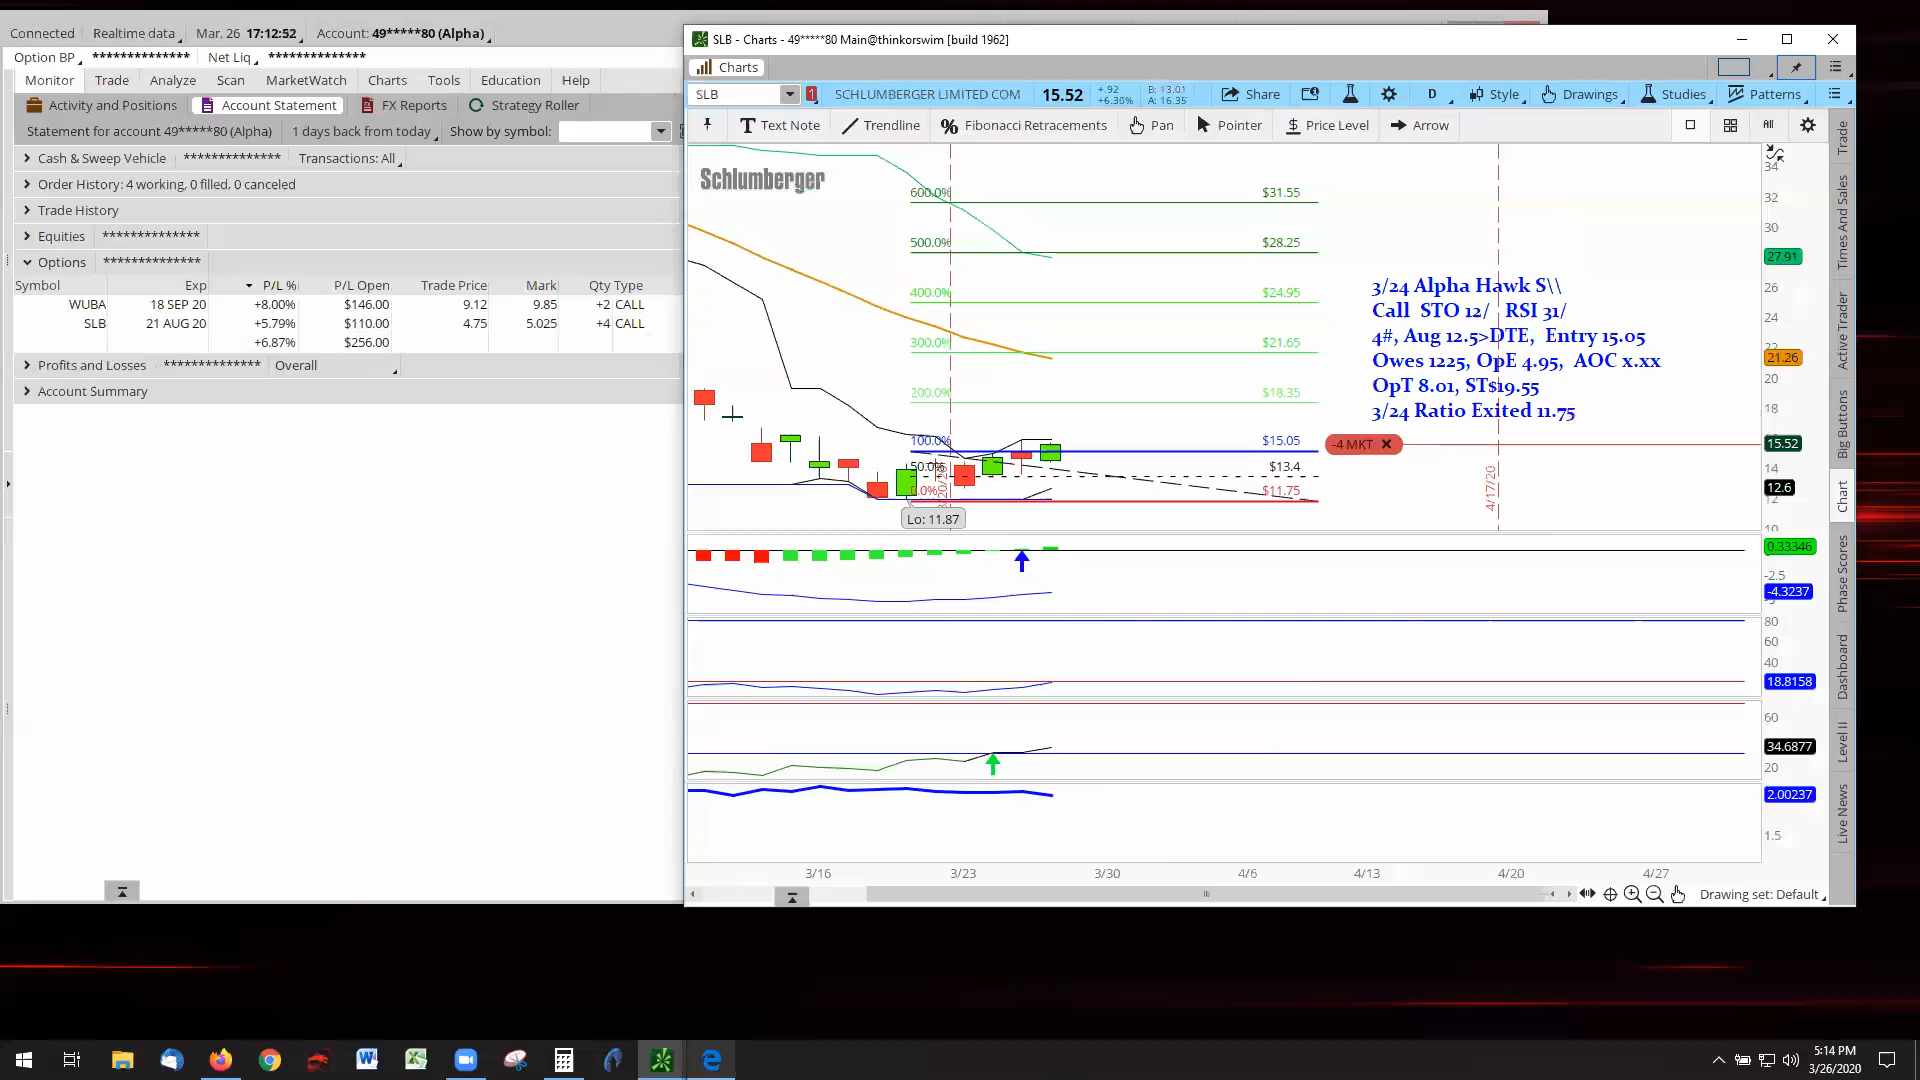 Connected Realtime data Mar, 26 17:12:52 Account: 49*****80 (Alpha)
Option BP ************** Net Liq **************
Monitor Trade Analyze Scan MarketWatch Charts Tools Education Help
Activity and Positions Account Statement FX Reports Strategy Roller
Statement for account 49*****80 (Alpha) 1 days back from today Show by symbol:
Cash & Sweep Vehicle ************** Transactions: All
Order History: 4 working, 0 filled, 0 canceled
Trade History
Equities **************
Options **************
Symbol Exp P/L % P/L Open Trade Price Mark Qty Type
WUBA 18 SEP 20 +8.00% $146.00 9.12 9.85 +2 CALL
SLB 21 AUG 20 +5.79% $110.00 4.75 5.025 +4 CALL
+6.87% $256.00
Profits and Losses ************** Overall
Account Summary
SLB - Charts - 49*****80 Main@thinkorswim [build 1962]
Charts
SLB 1 SCHLUMBERGER LIMITED COM 15.52 +.92 +6.30% B: 13.01 A: 16.35 Share D Style Drawings Studies Patterns
Text Note Trendline % Fibonacci Retracements Pan Pointer $ Price Level Arrow All
Schlumberger
600.0% $31.55
500.0% $28.25
400.0% $24.95
300.0% $21.65
200.0% $18.35
100.0% $15.05
50.0% $13.4
0.0% $11.75
Lo: 11.87
3/24 Alpha Hawk S\\
Call STO 12/ RSI 31/
4#, Aug 12.5>DTE, Entry 15.05
Owes 1225, OpE 4.95, AOC x.xx
OpT 8.01, ST$19.55
3/24 Ratio Exited 11.75
-4 MKT
4/17/20
34
32
30
27.91
26
24
22
21.26
20
18
15.52
14
12.6
12
10
0.33346
-2.5
-4.3237
80
60
40
18.8158
60
34.6877
20
2.00237
1.5
3/16 3/23 3/30 4/6 4/13 4/20 4/27
Drawing set: Default
Trade
Times And Sales
Active Trader
Big Buttons
Chart
Phase Scores
Dashboard
Level II
Live News
5:14 PM
3/26/2020